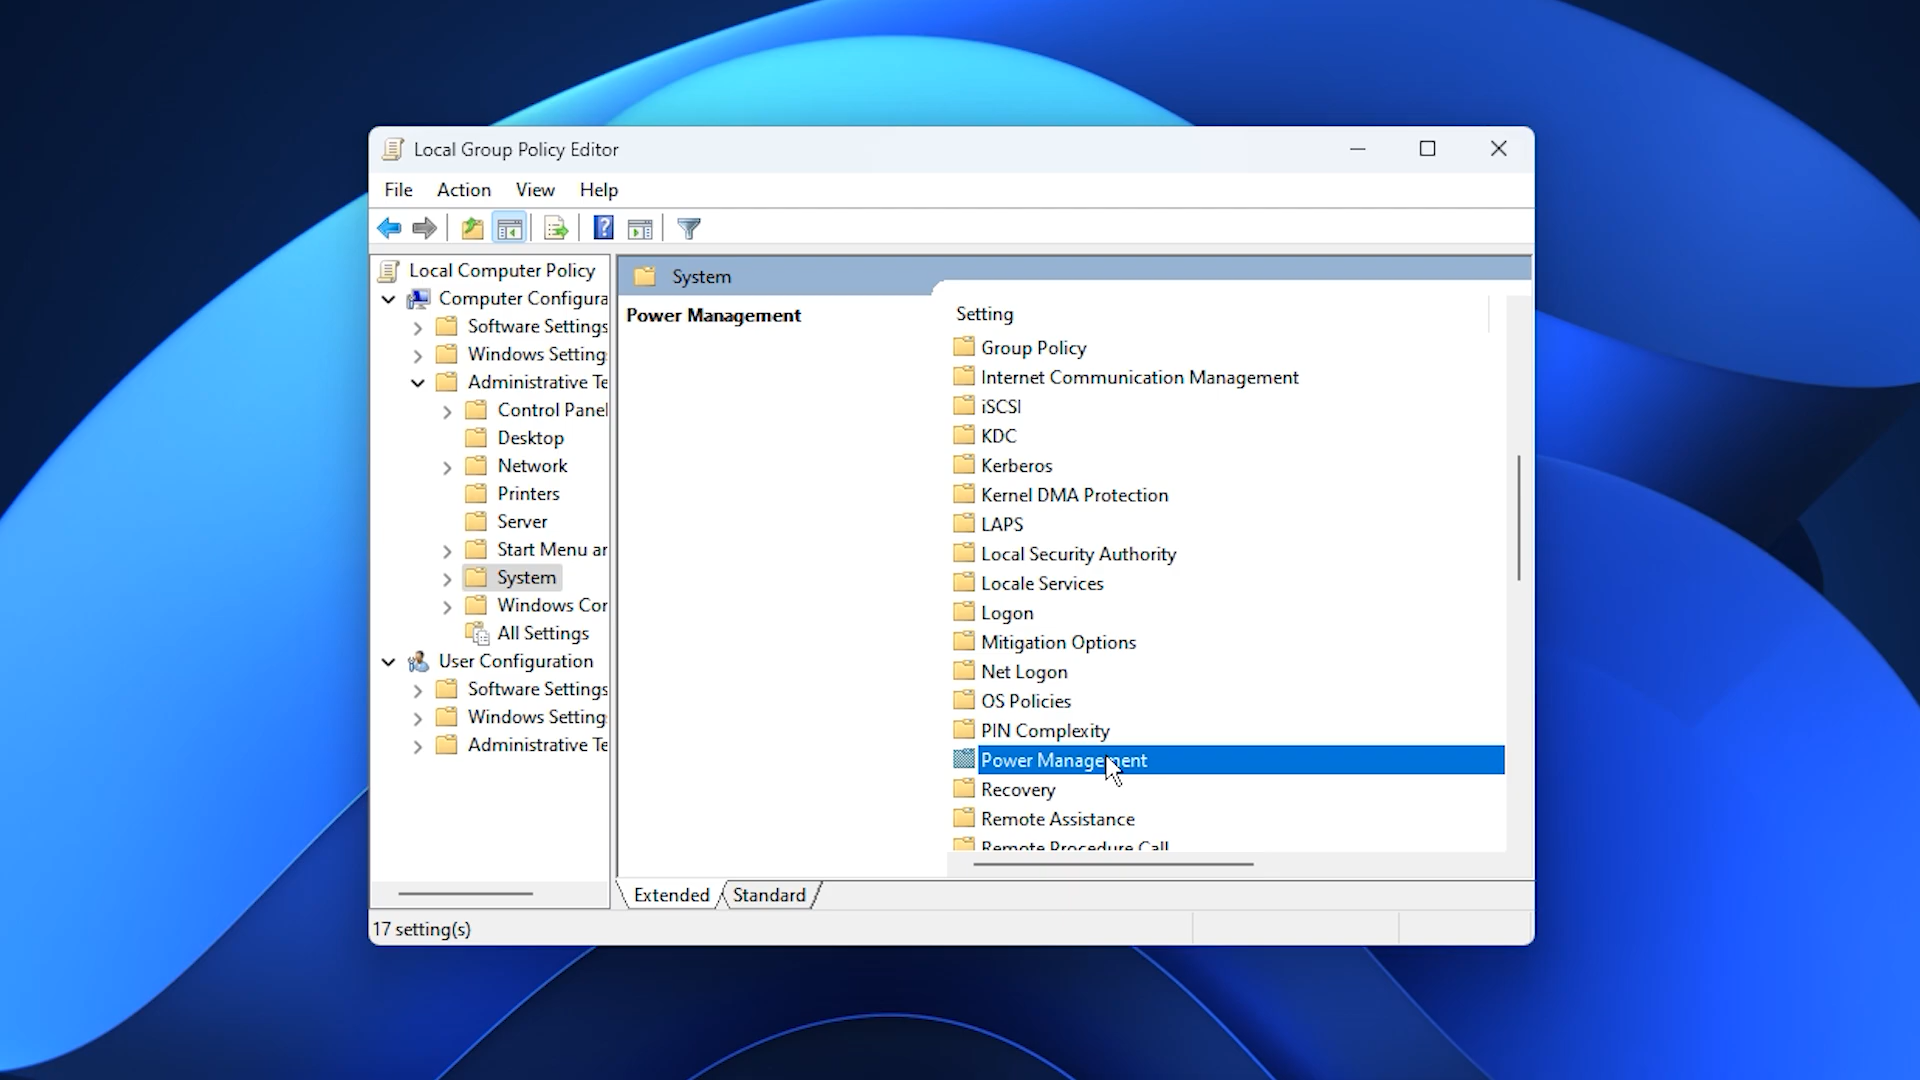 Local Group Policy Editor
File Action View Help
Local Computer Policy
Computer Configura
Software Settings
Windows Setting
Administrative Te
Control Panel
Desktop
Network
Printers
Server
Start Menu ar
System
Windows Cor
All Settings
User Configuration
Software Settings
Windows Setting
Administrative Te
System
Power Management
Setting
Group Policy
Internet Communication Management
iSCSI
KDC
Kerberos
Kernel DMA Protection
LAPS
Local Security Authority
Locale Services
Logon
Mitigation Options
Net Logon
OS Policies
PIN Complexity
Power Management
Recovery
Remote Assistance
Remote Procedure Call
Extended Standard
17 setting(s)